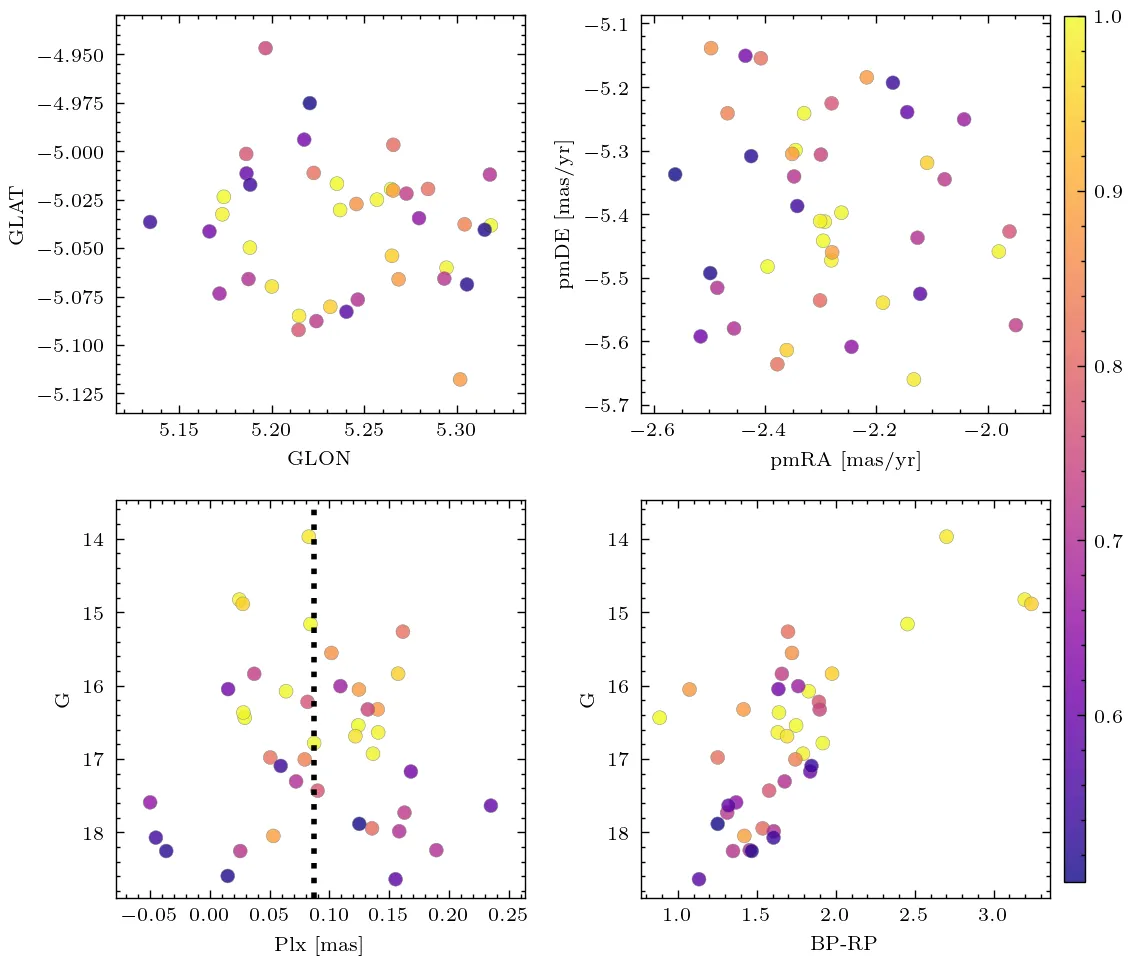 −4.950
−4.975
−5.000
−5.025
−5.050
−5.075
−5.100
−5.125
GLAT
5.15 5.20 5.25 5.30
GLON
−5.1
−5.2
−5.3
−5.4
−5.5
−5.6
−5.7
pmDE [mas/yr]
−2.6 −2.4 −2.2 −2.0
pmRA [mas/yr]
1.0
0.9
0.8
0.7
0.6
14
15
16
17
18
G
−0.05 0.00 0.05 0.10 0.15 0.20 0.25
Plx [mas]
14
15
16
17
18
G
1.0 1.5 2.0 2.5 3.0
BP-RP